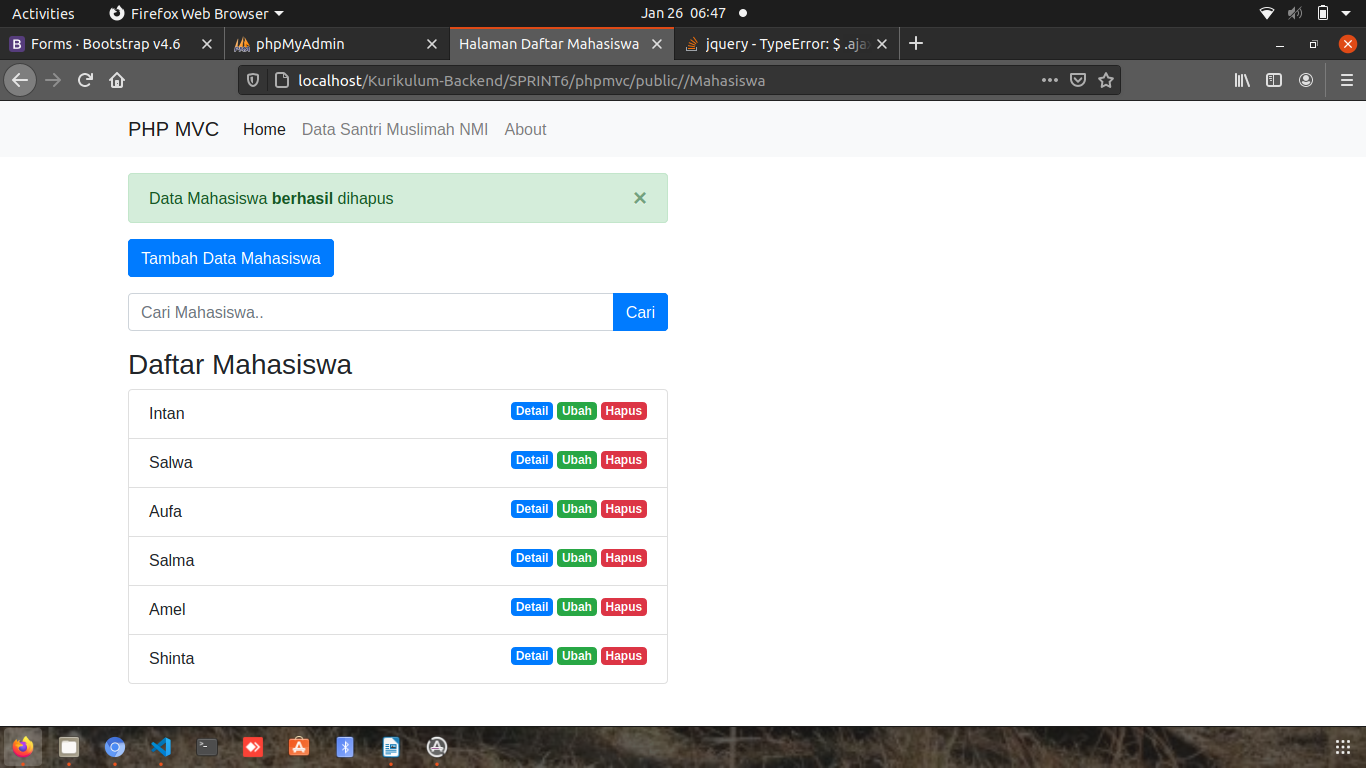 Activities Firefox Web Browser Jan 26 06:47
Forms · Bootstrap v4.6 phpMyAdmin Halaman Daftar Mahasiswa jquery - TypeError: $ .aja
localhost/Kurikulum-Backend/SPRINT6/phpmvc/public//Mahasiswa
PHP MVC Home Data Santri Muslimah NMI About
Data Mahasiswa berhasil dihapus ×
Tambah Data Mahasiswa
Cari Mahasiswa.. Cari
Daftar Mahasiswa
Intan Detail Ubah Hapus
Salwa Detail Ubah Hapus
Aufa Detail Ubah Hapus
Salma Detail Ubah Hapus
Amel Detail Ubah Hapus
Shinta Detail Ubah Hapus